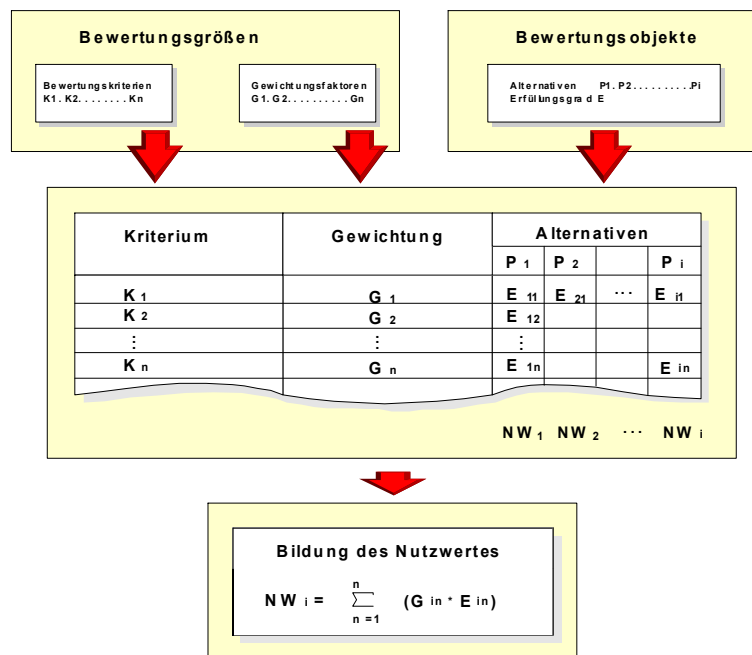 Bewertungsgrößen
Bewertungsobjekte
Bewertungskriterien
K1. K2........ Kn
Gewichtungsfaktoren
G1. G2.......... Gn
Alternativen P1. P2..........Pi
Erfüllungsgrad E
Kriterium Gewichtung Alternativen
P 1 P 2 P i
K 1 G 1 E 11 E 21 ... E i1
K 2 G 2 E 12
⋮ ⋮ ⋮
K n G n E 1n E in
NW 1 NW 2 ... NW i
Bildung des Nutzwertes
n
NW i = ∑ (G in * E in)
n =1